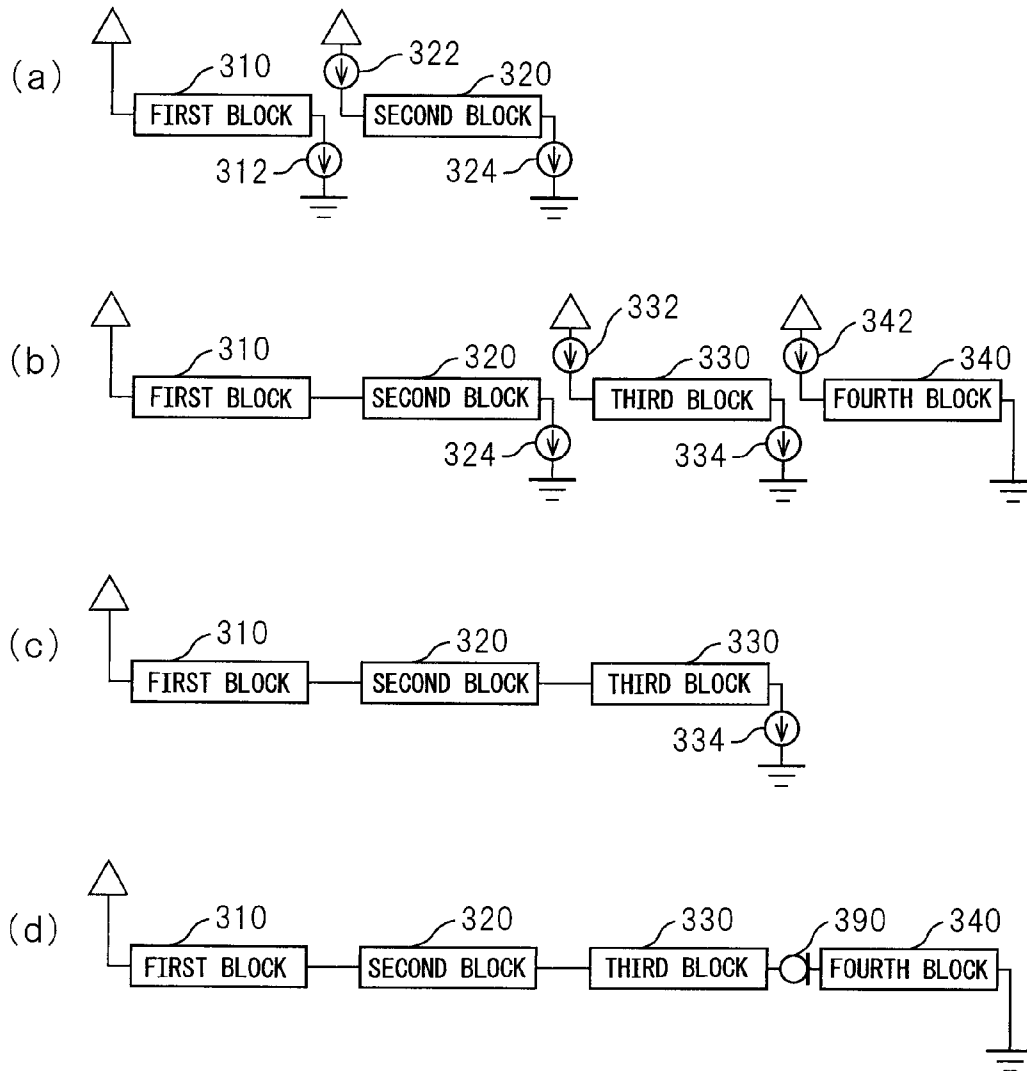 (a)
310
322
320
FIRST BLOCK
SECOND BLOCK
312
324
(b)
310
320
332
330
342
340
FIRST BLOCK
SECOND BLOCK
THIRD BLOCK
FOURTH BLOCK
324
334
(c)
310
320
330
FIRST BLOCK
SECOND BLOCK
THIRD BLOCK
334
(d)
310
320
330
390
340
FIRST BLOCK
SECOND BLOCK
THIRD BLOCK
FOURTH BLOCK